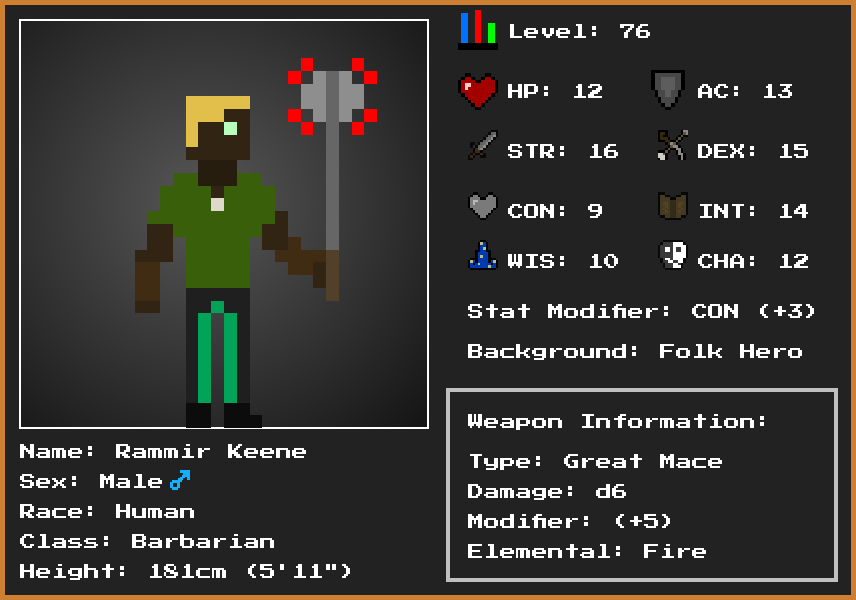 Level: 76
HP: 12 AC: 13
STR: 16 DEX: 15
CON: 9 INT: 14
WIS: 10 CHA: 12
Stat Modifier: CON (+3)
Background: Folk Hero
Weapon Information:
Type: Great Mace
Damage: d6
Modifier: (+5)
Elemental: Fire
Name: Rammir Keene
Sex: Male ♂
Race: Human
Class: Barbarian
Height: 181cm (5'11")